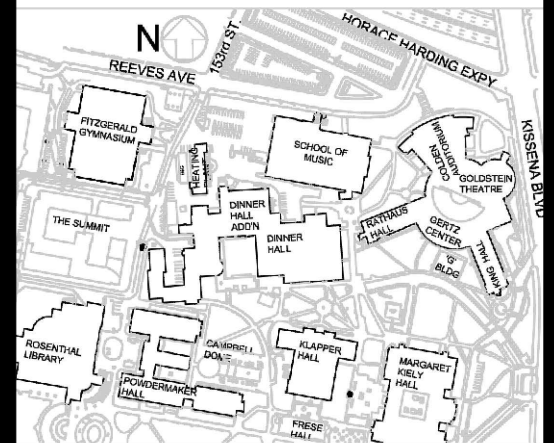 N
REEVES AVE
153rd ST.
HORACE HARDING EXPY
KISSENA BLVD
FITZGERALD
GYMNASIUM
HEATING
SCHOOL OF
MUSIC
COLDEN
AUDITORIUM
GOLDSTEIN
THEATRE
THE SUMMIT
DINNER
HALL
ADD'N
DINNER
HALL
RATHAUS
HALL
GERTZ
CENTER
'G'
BLDG
KING HALL
ROSENTHAL
LIBRARY
CAMPBELL
DOME
POWDERMAKER
HALL
KLAPPER
HALL
MARGARET
KIELY
HALL
FRESE
HALL